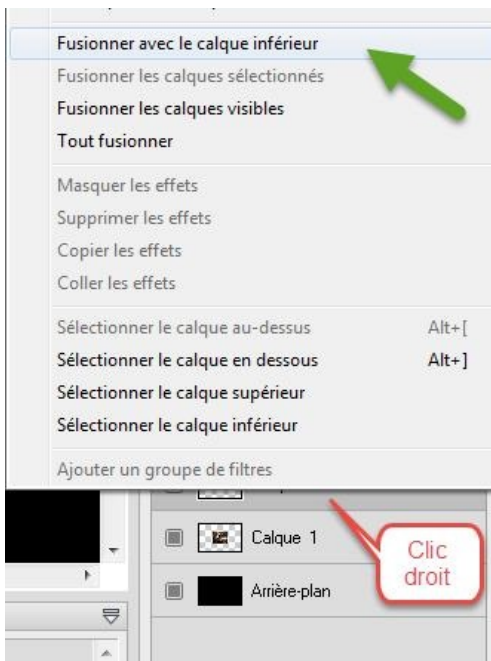 Fusionner avec le calque inférieur
Fusionner les calques sélectionnés
Fusionner les calques visibles
Tout fusionner
Masquer les effets
Supprimer les effets
Copier les effets
Coller les effets
Sélectionner le calque au-dessus Alt+[
Sélectionner le calque en dessous Alt+]
Sélectionner le calque supérieur
Sélectionner le calque inférieur
Ajouter un groupe de filtres
Calque 1
Clic
droit
Arrière-plan